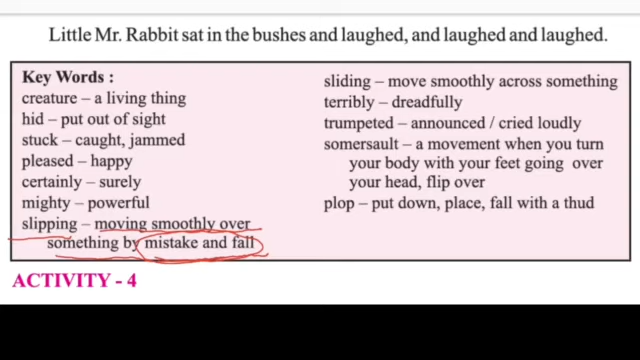 Little Mr. Rabbit sat in the bushes and laughed, and laughed and laughed.
Key Words :
creature – a living thing
hid – put out of sight
stuck – caught, jammed
pleased – happy
certainly – surely
mighty – powerful
slipping – moving smoothly over
something by mistake and fall
sliding – move smoothly across something
terribly – dreadfully
trumpeted – announced / cried loudly
somersault – a movement when you turn
your body with your feet going over
your head, flip over
plop – put down, place, fall with a thud
ACTIVITY - 4